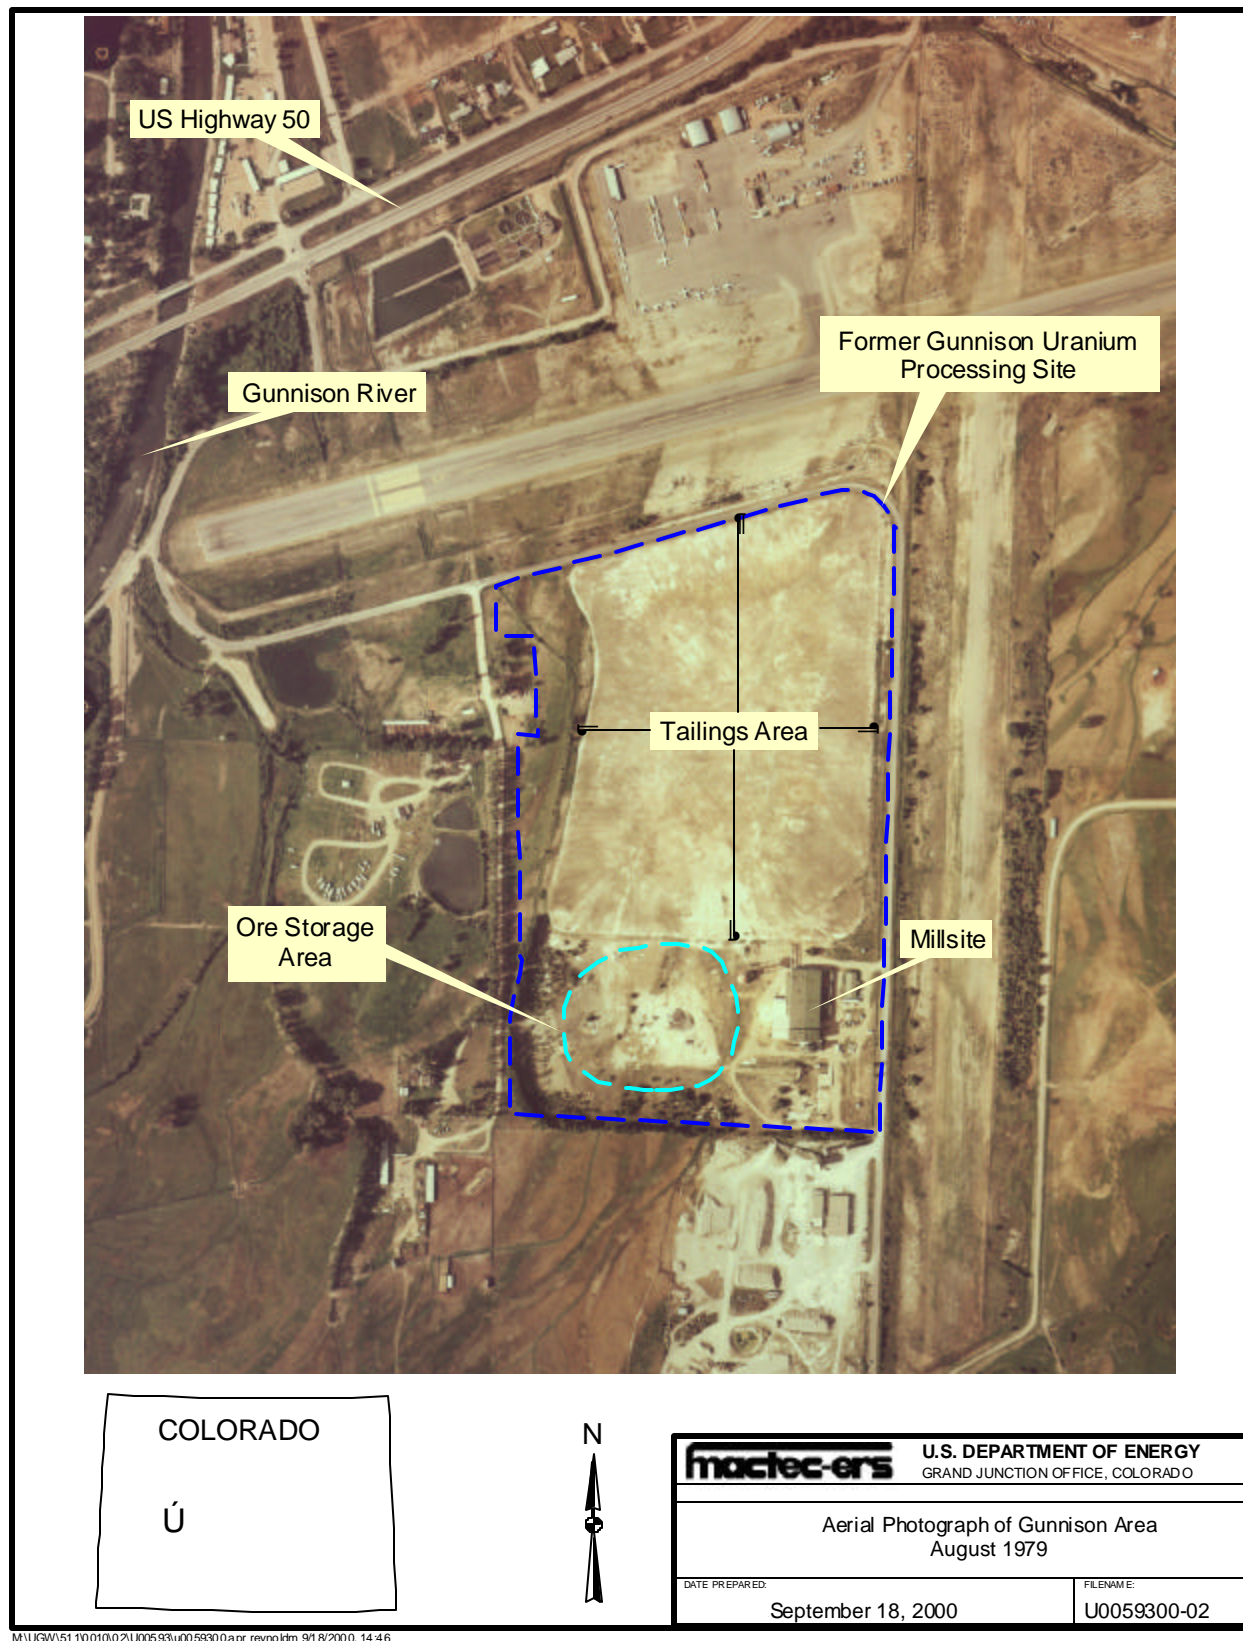 US Highway 50
Former Gunnison Uranium
Processing Site
Gunnison River
Tailings Area
Ore Storage
Area
Millsite
COLORADO
Ú
N
mactec-ers
U.S. DEPARTMENT OF ENERGY
GRAND JUNCTION OFFICE, COLORADO
Aerial Photograph of Gunnison Area
August 1979
DATE PREPARED:
September 18, 2000
FILENAME:
U0059300-02